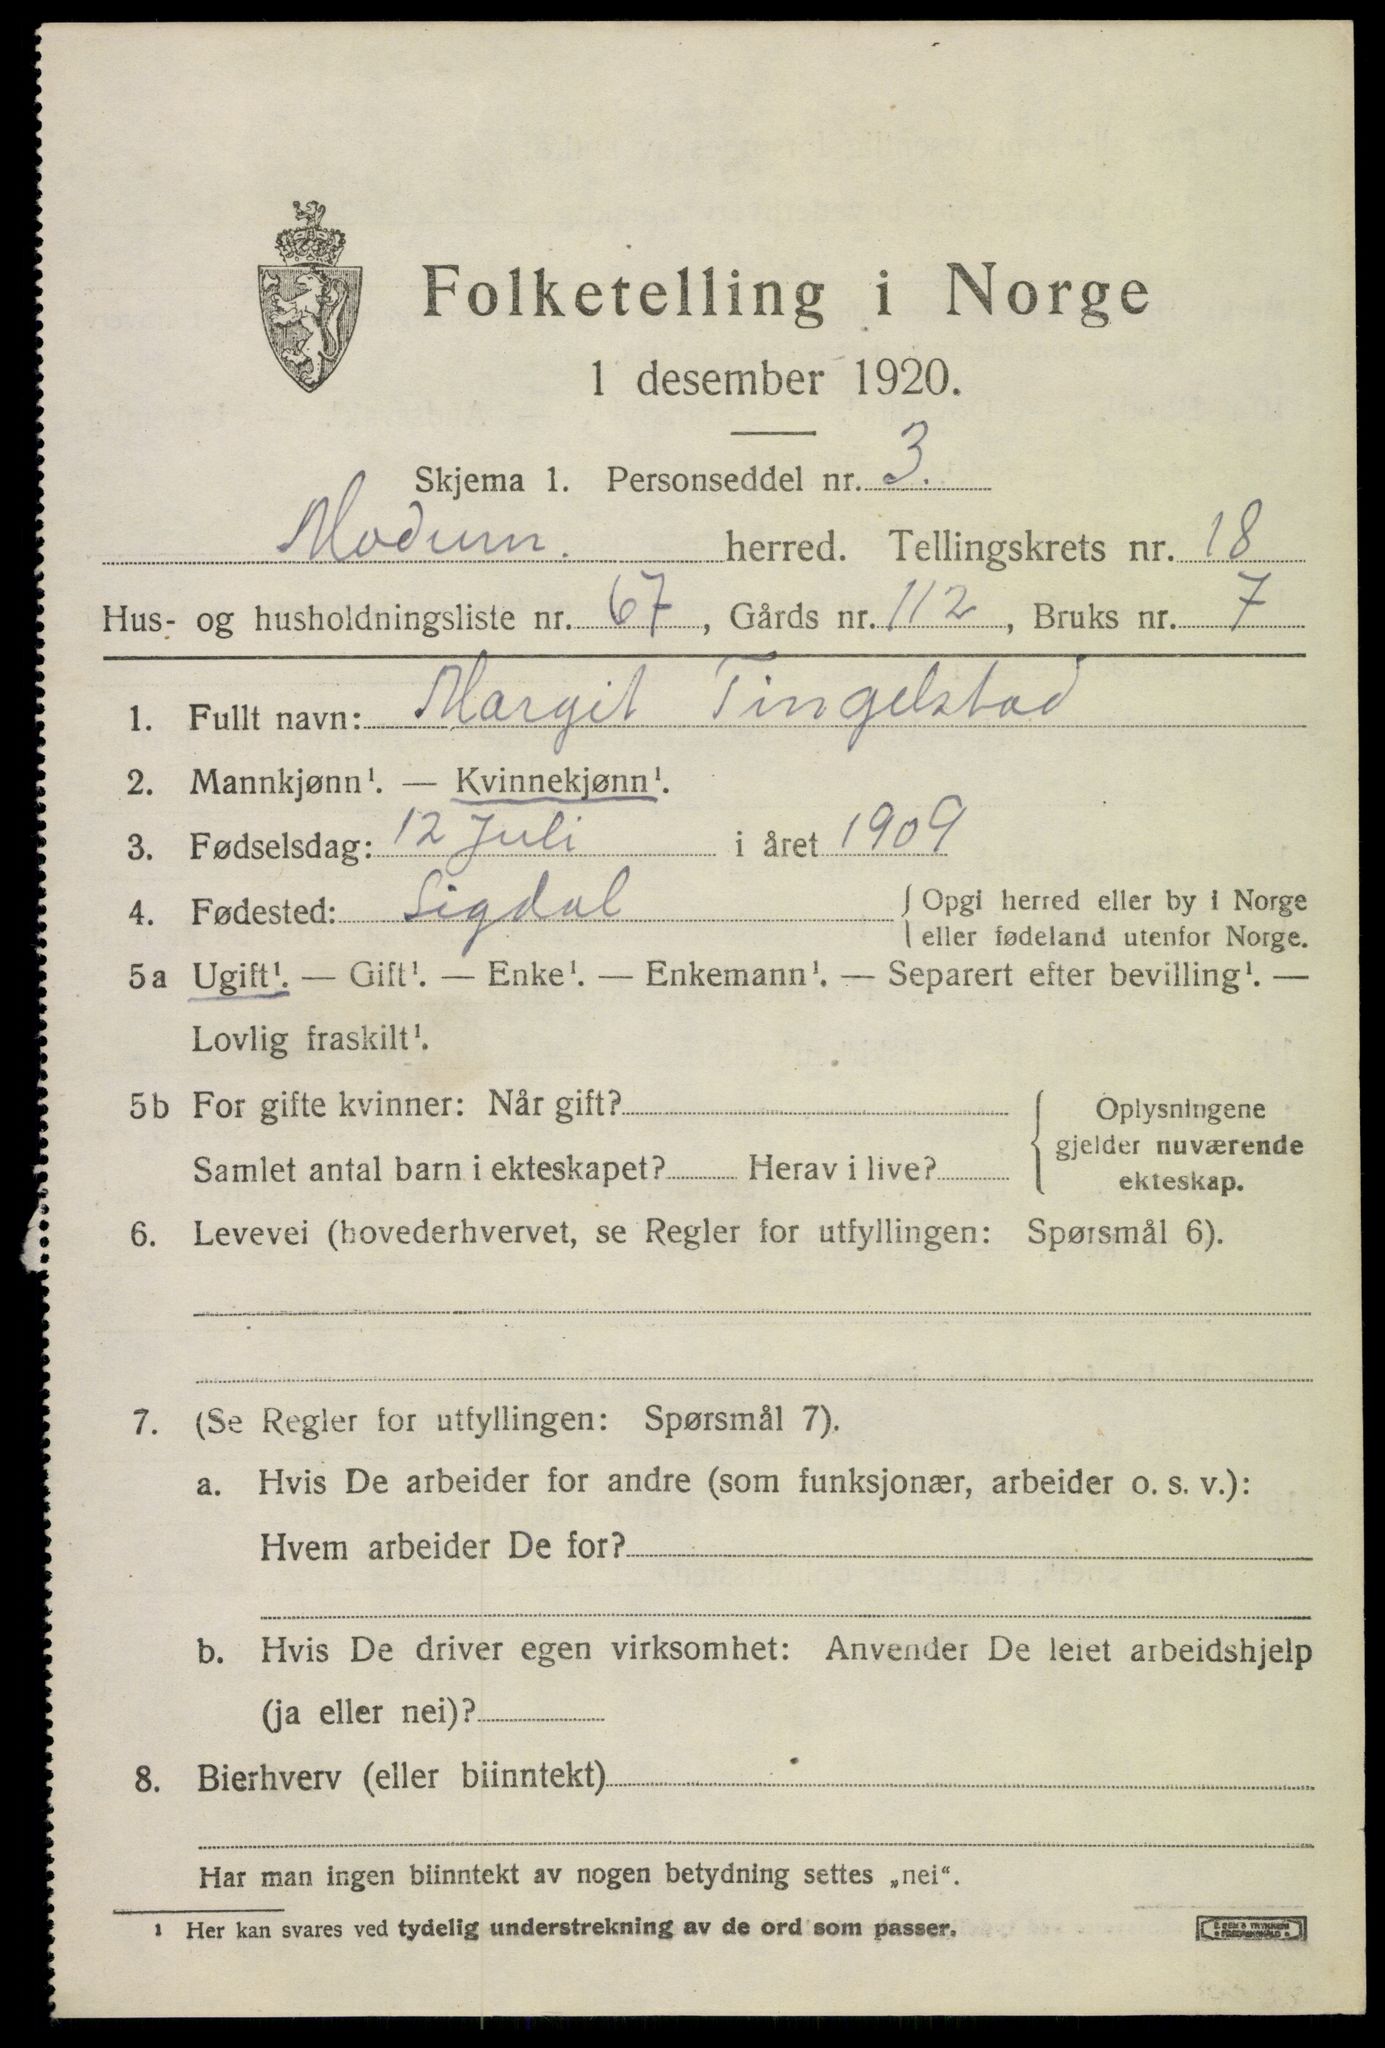 Folketelling i Norge
1 desember 1920.
Skjema 1. Personseddel nr. 3.
Modum. herred. Tellingskrets nr. 18
Hus- og husholdningsliste nr. 67, Gårds nr. 112, Bruks nr. 7
1. Fullt navn: Margit Tingelstad
2. Mannkjønn¹. — Kvinnekjønn¹.
3. Fødselsdag: 12 Juli i året 1909
4. Fødested: Sigdal { Opgi herred eller by i Norge
eller fødeland utenfor Norge.
5a Ugift¹. — Gift¹. — Enke¹. — Enkemann¹. — Separert efter bevilling¹. —
Lovlig fraskilt¹.
5b For gifte kvinner: Når gift? { Oplysningene
gjelder nuværende
Samlet antal barn i ekteskapet? Herav i live?
ekteskap.
6. Levevei (hovederhvervet, se Regler for utfyllingen: Spørsmål 6).
7. (Se Regler for utfyllingen: Spørsmål 7).
a. Hvis De arbeider for andre (som funksjonær, arbeider o. s. v.):
Hvem arbeider De for?
b. Hvis De driver egen virksomhet: Anvender De leiet arbeidshjelp
(ja eller nei)?
8. Bierhverv (eller biinntekt)
Har man ingen biinntekt av nogen betydning settes „nei“.
1 Her kan svares ved tydelig understrekning av de ord som passer.